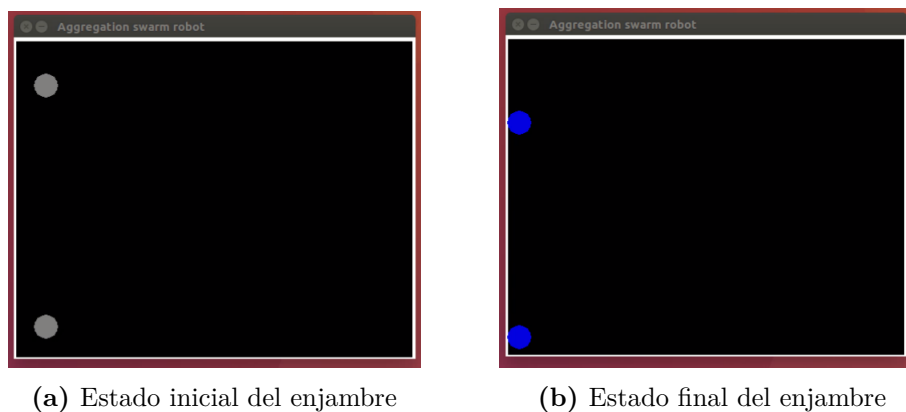 Aggregation swarm robot
Aggregation swarm robot
(a) Estado inicial del enjambre
(b) Estado final del enjambre